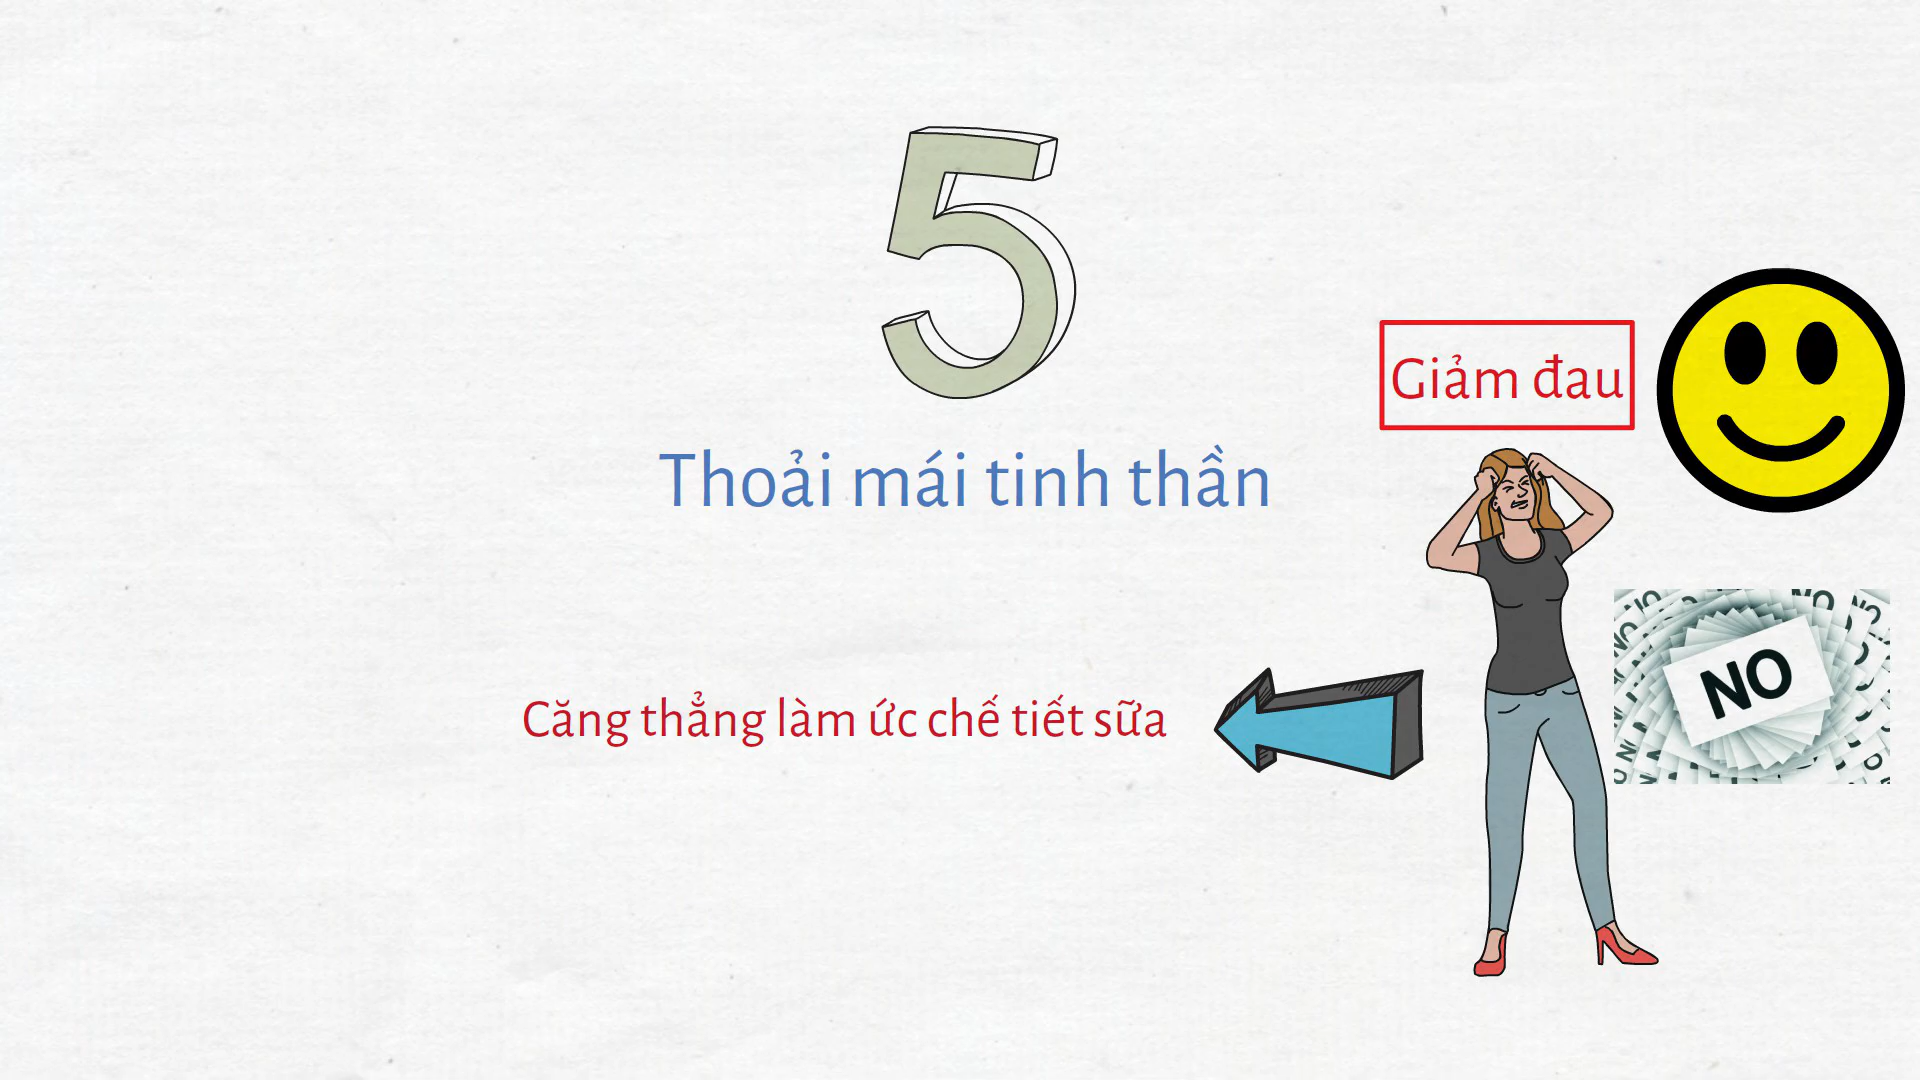 5
Giảm đau
Thoải mái tinh thần
NO
Căng thẳng làm ức chế tiết sữa